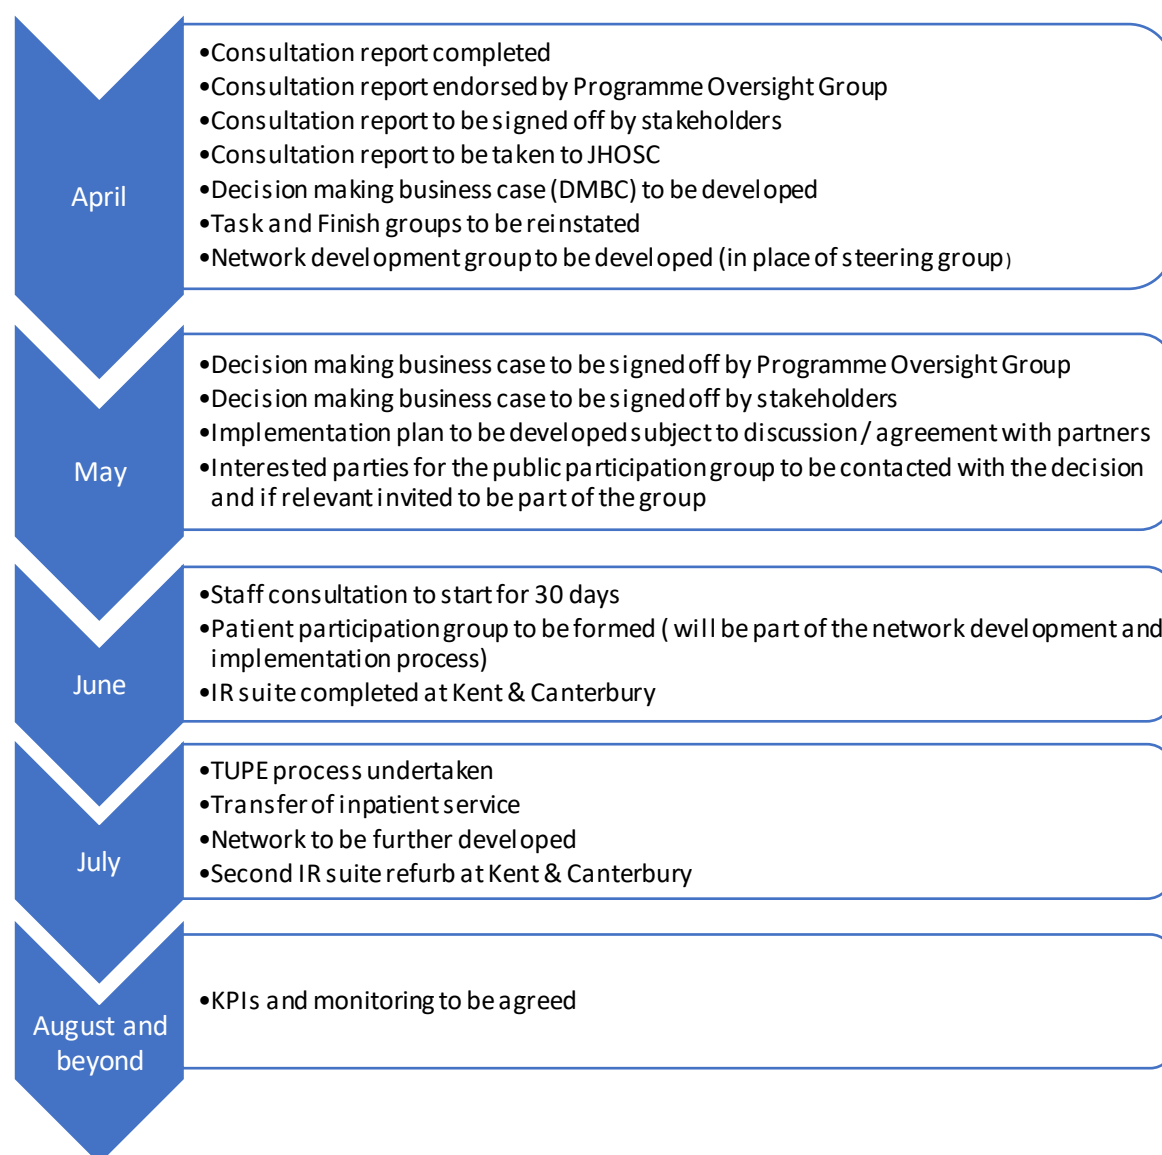 April
•Consultation report completed
•Consultation report endorsed by Programme Oversight Group
•Consultation report to be signed off by stakeholders
•Consultation report to be taken to JHOSC
•Decision making business case (DMBC) to be developed
•Task and Finish groups to be reinstated
•Network development group to be developed (in place of steering group)
May
•Decision making business case to be signed off by Programme Oversight Group
•Decision making business case to be signed off by stakeholders
•Implementation plan to be developed subject to discussion / agreement with partners
•Interested parties for the public participation group to be contacted with the decision
and if relevant invited to be part of the group
June
•Staff consultation to start for 30 days
•Patient participation group to be formed ( will be part of the network development and
implementation process)
•IR suite completed at Kent & Canterbury
July
•TUPE process undertaken
•Transfer of inpatient service
•Network to be further developed
•Second IR suite refurb at Kent & Canterbury
August and
beyond
•KPIs and monitoring to be agreed